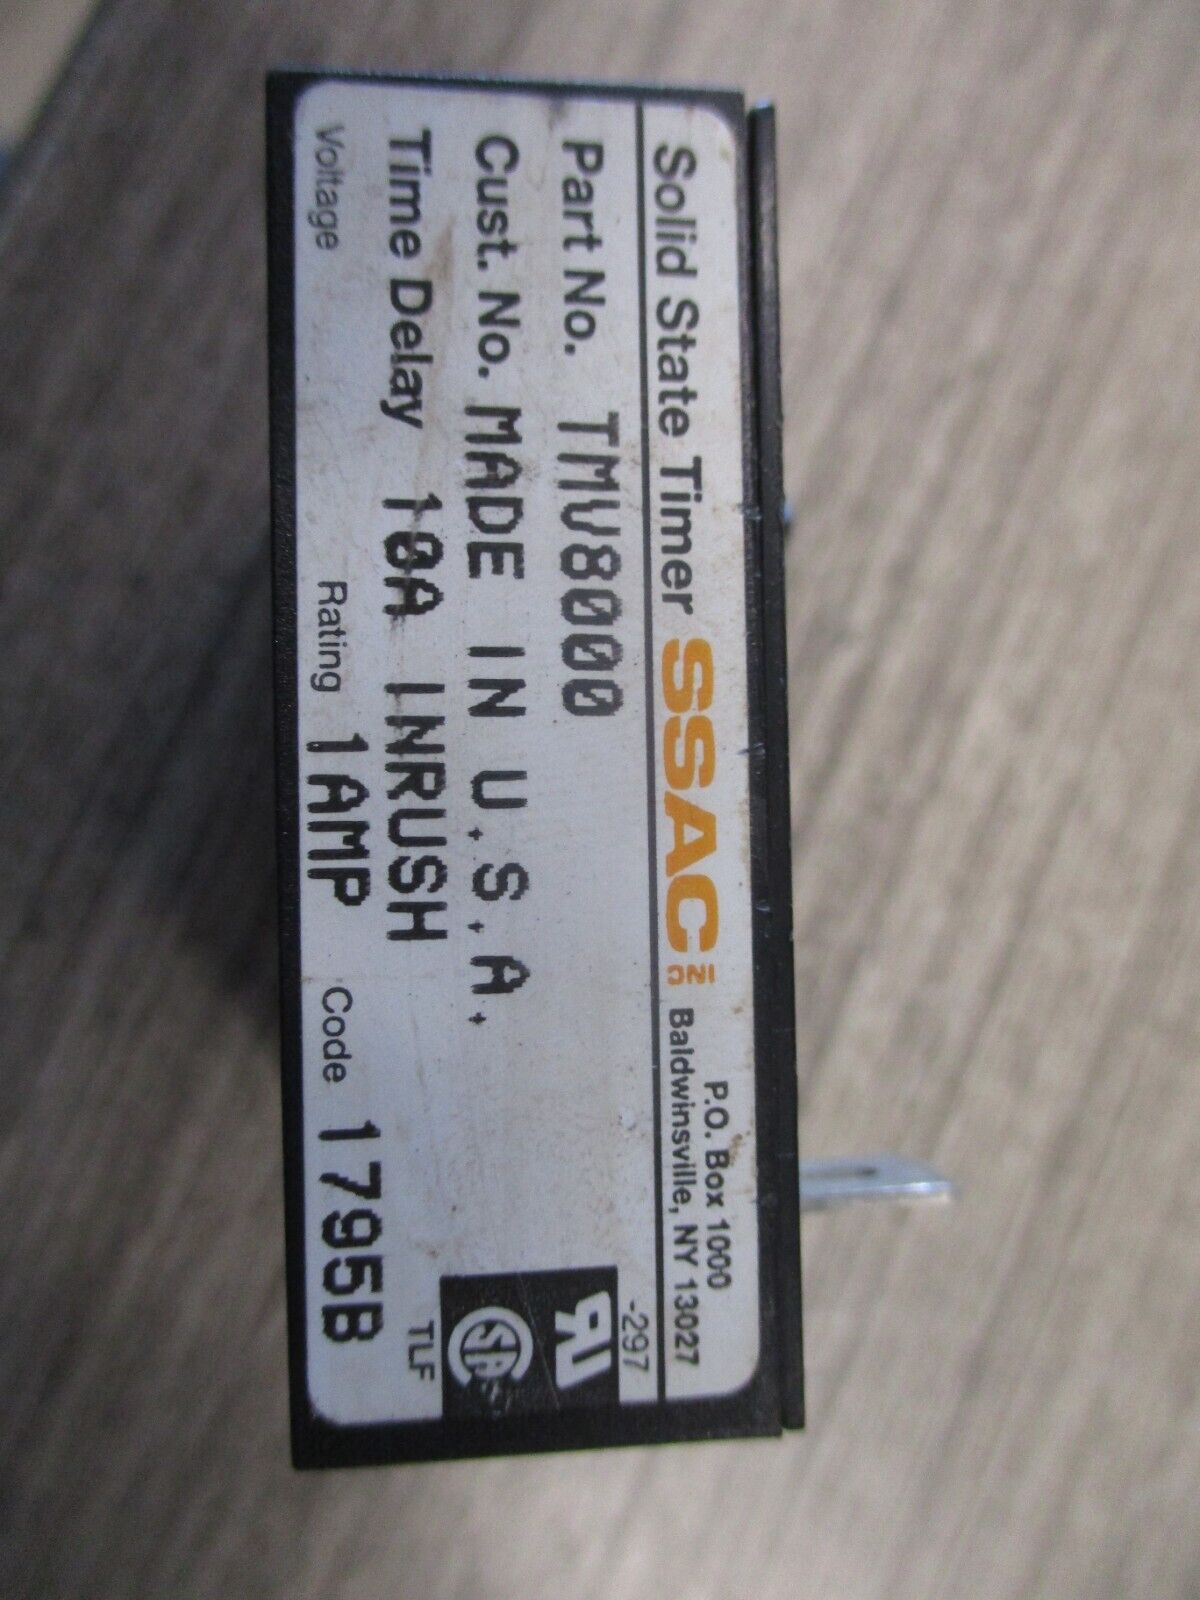 Solid State Timer SSAC INC P.O. Box 1000
Baldwinsville, NY 13027
Part No. TMV8000 -297
Cust. No. MADE IN U.S.A.
Time Delay 10A INRUSH TLF
Voltage Rating 1AMP Code 1795B